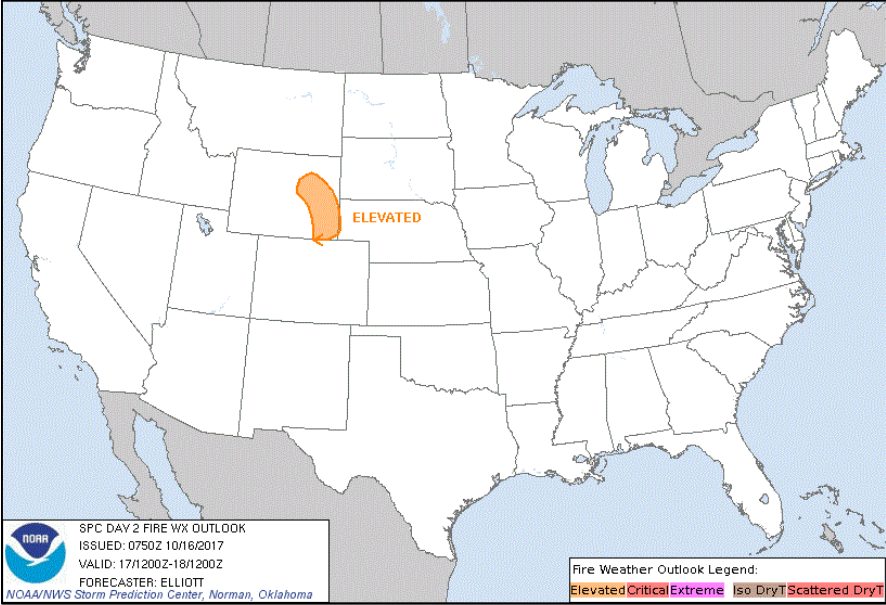 ELEVATED
NOAA
SPC DAY 2 FIRE WX OUTLOOK
ISSUED: 0750Z 10/16/2017
VALID: 17/1200Z-18/1200Z
FORECASTER: ELLIOTT
NOAA/NWS Storm Prediction Center, Norman, Oklahoma
Fire Weather Outlook Legend:
Elevated Critical Extreme Iso DryT Scattered DryT